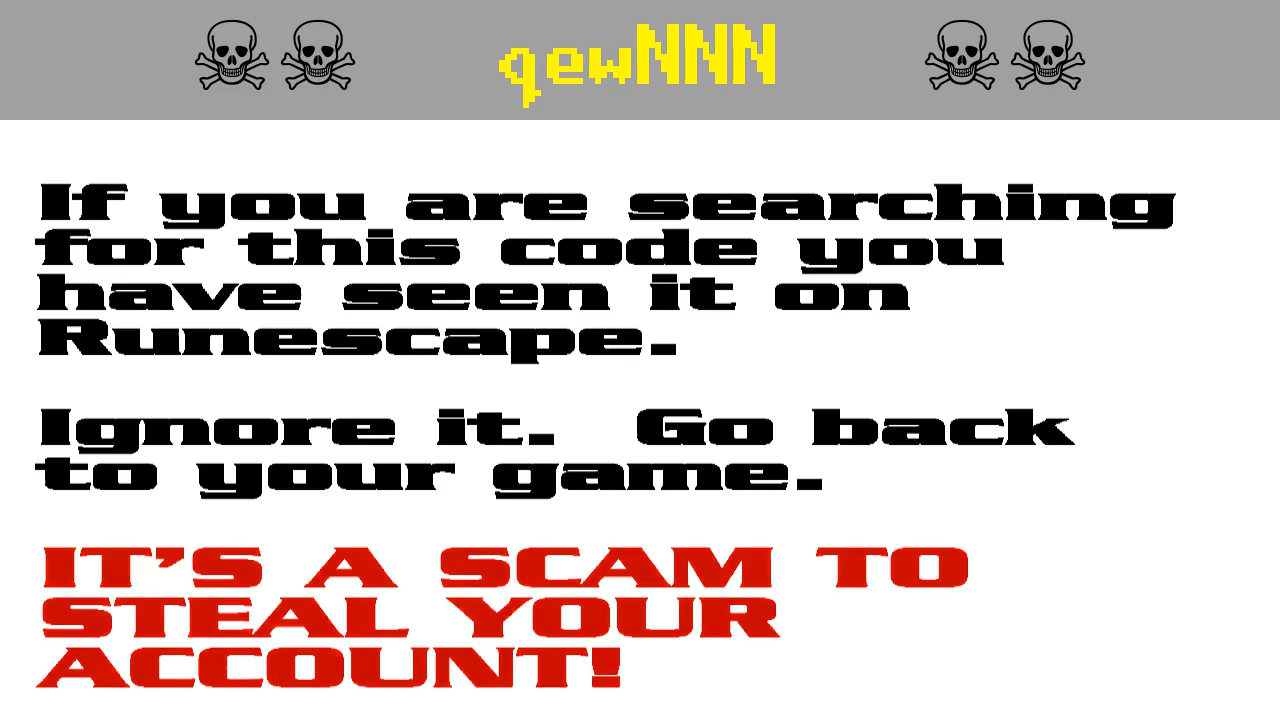 qewNNN
If you are searching
for this code you
have seen it on
Runescape.
Ignore it. Go back
to your game.
IT'S A SCAM TO
STEAL YOUR
ACCOUNT!